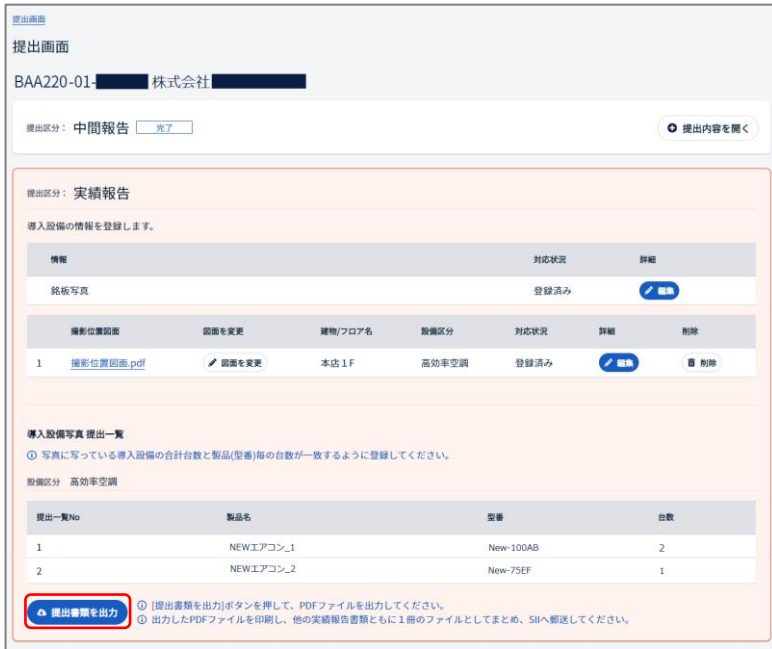 提出画面
提出画面
BAA220-01- 株式会社
提出区分： 中間報告 完了 提出内容を開く
提出区分： 実績報告
導入設備の情報を登録します。
情報 対応状況 詳細
銘板写真 登録済み 編集
撮影位置図面 図面を変更 建物/フロア名 設備区分 対応状況 詳細 削除
1 撮影位置図面.pdf 図面を変更 本店１F 高効率空調 登録済み 編集 削除
導入設備写真 提出一覧
写真に写っている導入設備の合計台数と製品(型番)毎の台数が一致するように登録してください。
設備区分 高効率空調
提出一覧No 製品名 型番 台数
1 NEWエアコン_1 New-100AB 2
2 NEWエアコン_2 New-75EF 1
提出書類を出力
[提出書類を出力]ボタンを押して、PDFファイルを出力してください。
出力したPDFファイルを印刷し、他の実績報告書類ともに１冊のファイルとしてまとめ、SIIへ郵送してください。